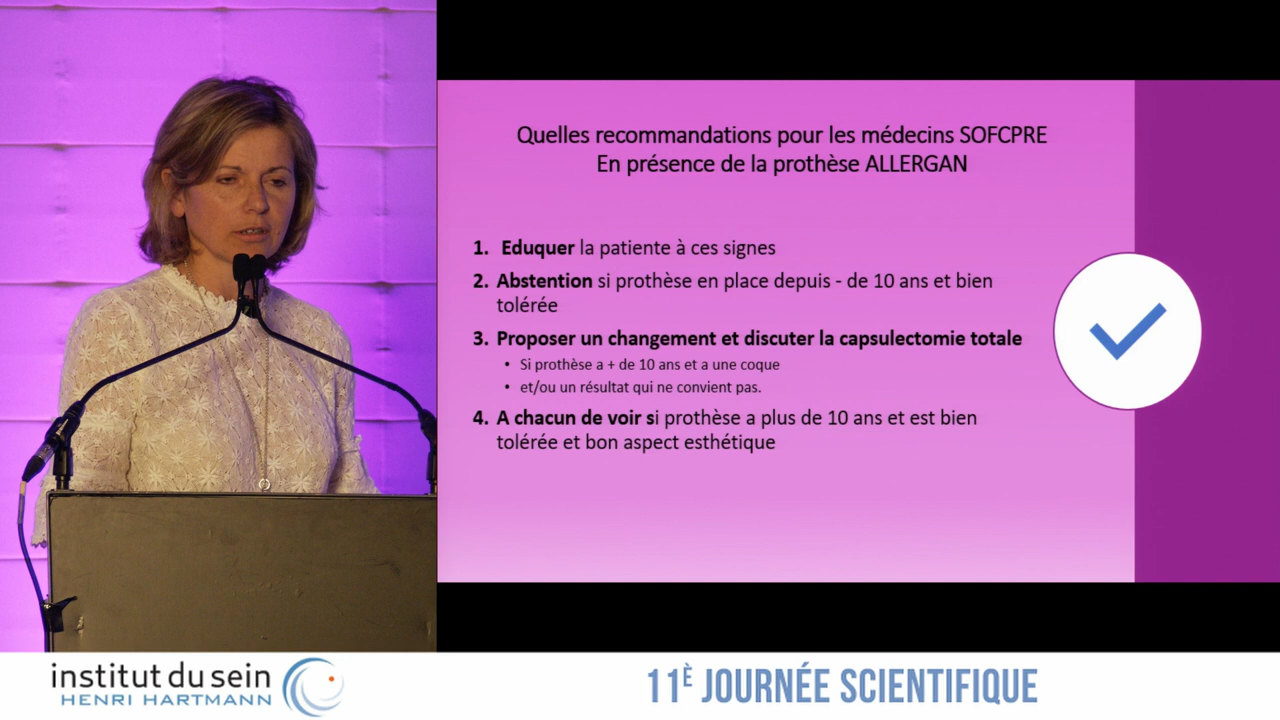 Quelles recommandations pour les médecins SOFCPRE
En présence de la prothèse ALLERGAN
1. Eduquer la patiente à ces signes
2. Abstention si prothèse en place depuis - de 10 ans et bien
tolérée
3. Proposer un changement et discuter la capsulectomie totale
• Si prothèse a + de 10 ans et a une coque
• et/ou un résultat qui ne convient pas.
4. A chacun de voir si prothèse a plus de 10 ans et est bien
tolérée et bon aspect esthétique
institut du sein
HENRI HARTMANN
11È JOURNÉE SCIENTIFIQUE